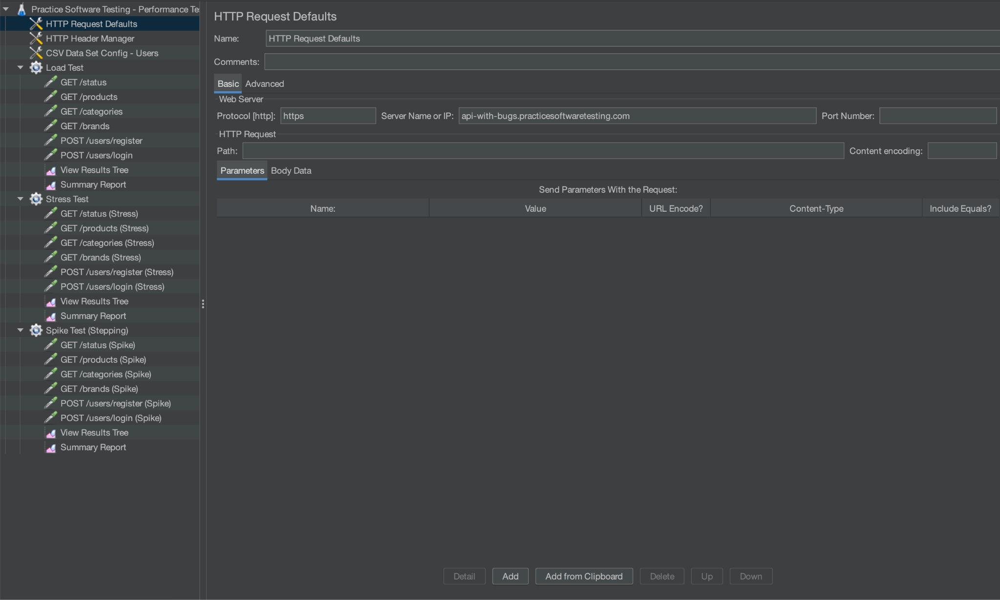 Practice Software Testing - Performance Te
HTTP Request Defaults
HTTP Header Manager
CSV Data Set Config - Users
Load Test
GET /status
GET /products
GET /categories
GET /brands
POST /users/register
POST /users/login
View Results Tree
Summary Report
Stress Test
GET /status (Stress)
GET /products (Stress)
GET /categories (Stress)
GET /brands (Stress)
POST /users/register (Stress)
POST /users/login (Stress)
View Results Tree
Summary Report
Spike Test (Stepping)
GET /status (Spike)
GET /products (Spike)
GET /categories (Spike)
GET /brands (Spike)
POST /users/register (Spike)
POST /users/login (Spike)
View Results Tree
Summary Report
HTTP Request Defaults
Name: HTTP Request Defaults
Comments:
Basic Advanced
Web Server
Protocol [http]: https Server Name or IP: api-with-bugs.practicesoftwaretesting.com Port Number:
HTTP Request
Path: Content encoding:
Parameters Body Data
Send Parameters With the Request:
Name: Value URL Encode? Content-Type Include Equals?
Detail Add Add from Clipboard Delete Up Down